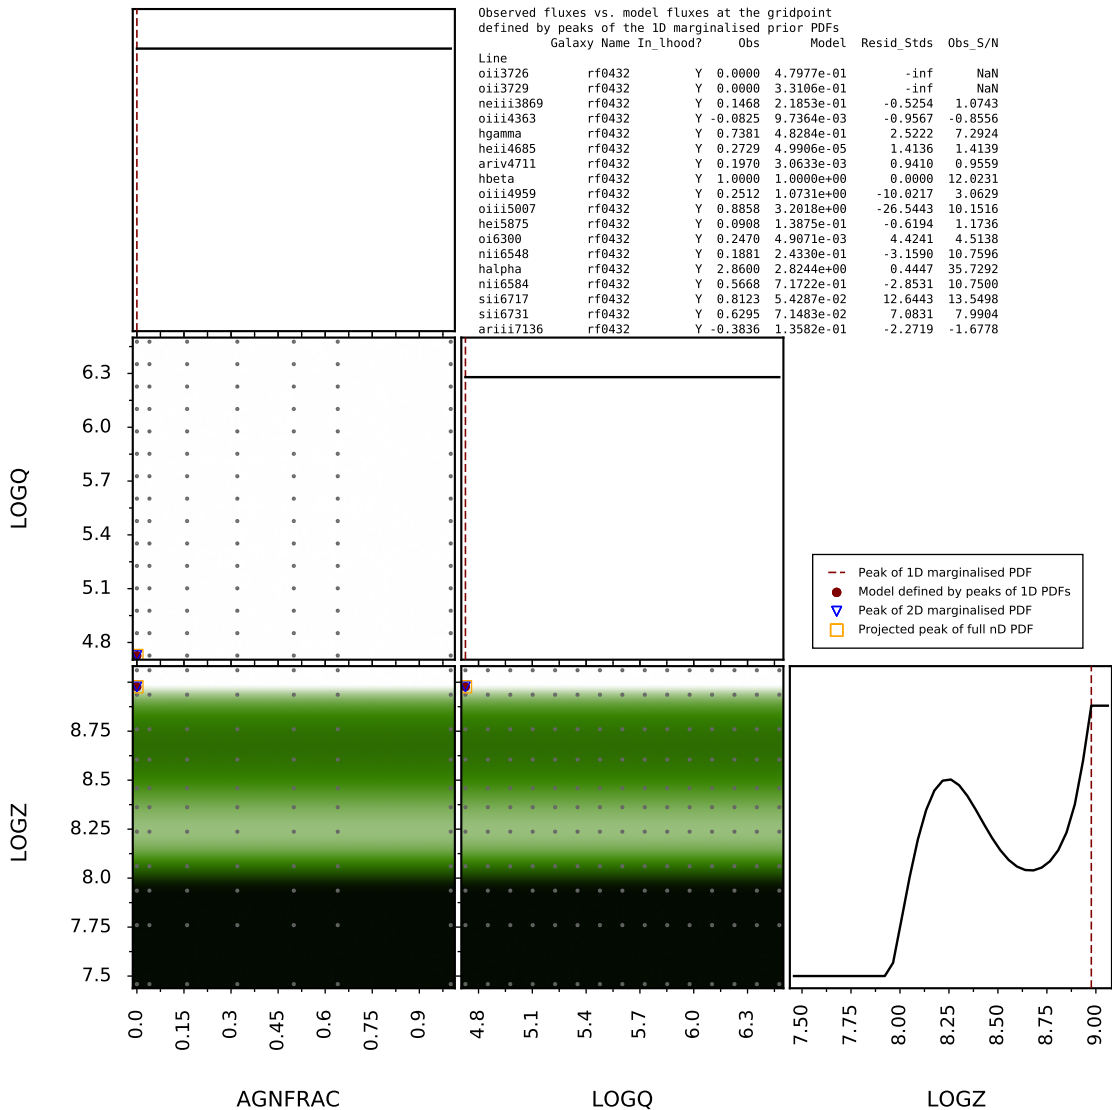 Observed fluxes vs. model fluxes at the gridpoint
defined by peaks of the 1D marginalised prior PDFs
Galaxy Name In_lhood? Obs Model Resid_Stds Obs_S/N
Line
oii3726 rf0432 Y 0.0000 4.7977e-01 -inf NaN
oii3729 rf0432 Y 0.0000 3.3106e-01 -inf NaN
neiii3869 rf0432 Y 0.1468 2.1853e-01 -0.5254 1.0743
oiii4363 rf0432 Y -0.0825 9.7364e-03 -0.9567 -0.8556
hgamma rf0432 Y 0.7381 4.8284e-01 2.5222 7.2924
heii4685 rf0432 Y 0.2729 4.9906e-05 1.4136 1.4139
ariv4711 rf0432 Y 0.1970 3.0633e-03 0.9410 0.9559
hbeta rf0432 Y 1.0000 1.0000e+00 0.0000 12.0231
oiii4959 rf0432 Y 0.2512 1.0731e+00 -10.0217 3.0629
oiii5007 rf0432 Y 0.8858 3.2018e+00 -26.5443 10.1516
hei5875 rf0432 Y 0.0908 1.3875e-01 -0.6194 1.1736
oi6300 rf0432 Y 0.2470 4.9071e-03 4.4241 4.5138
nii6548 rf0432 Y 0.1881 2.4330e-01 -3.1590 10.7596
halpha rf0432 Y 2.8600 2.8244e+00 0.4447 35.7292
nii6584 rf0432 Y 0.5668 7.1722e-01 -2.8531 10.7500
sii6717 rf0432 Y 0.8123 5.4287e-02 12.6443 13.5498
sii6731 rf0432 Y 0.6295 7.1483e-02 7.0831 7.9904
ariii7136 rf0432 Y -0.3836 1.3582e-01 -2.2719 -1.6778
LOGQ
6.3
6.0
5.7
5.4
5.1
4.8
Peak of 1D marginalised PDF
Model defined by peaks of 1D PDFs
Peak of 2D marginalised PDF
Projected peak of full nD PDF
LOGZ
8.75
8.5
8.25
8.0
7.75
7.5
0.0 0.15 0.3 0.45 0.6 0.75 0.9
4.8 5.1 5.4 5.7 6.0 6.3
7.50 7.75 8.00 8.25 8.50 8.75 9.00
AGNFRAC LOGQ LOGZ